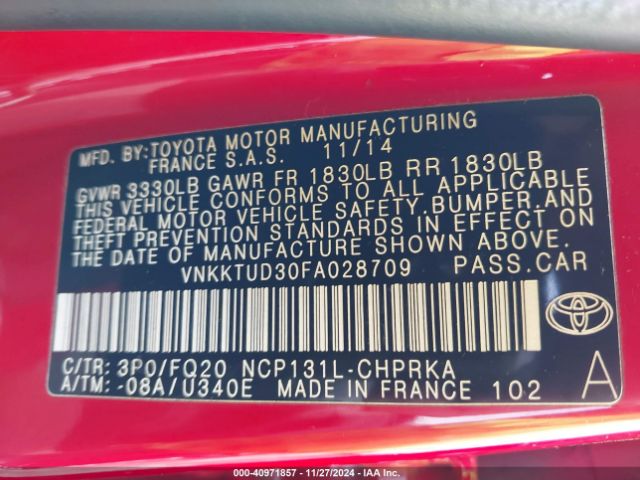 MFD. BY:TOYOTA MOTOR MANUFACTURING
FRANCE S.A.S. 11/14
GVWR 3330LB GAWR FR 1830LB RR 1830LB
THIS VEHICLE CONFORMS TO ALL APPLICABLE
FEDERAL MOTOR VEHICLE SAFETY,BUMPER,AND
THEFT PREVENTION STANDARDS IN EFFECT ON
THE DATE OF MANUFACTURE SHOWN ABOVE.
VNKKTUD30FA028709 PASS.CAR
C/TR: 3P0/FQ20 NCP131L-CHPRKA
A/TM: -08A/U340E MADE IN FRANCE 102
TOYOTA
A
000-40971857 - 11/27/2024 - IAA Inc.